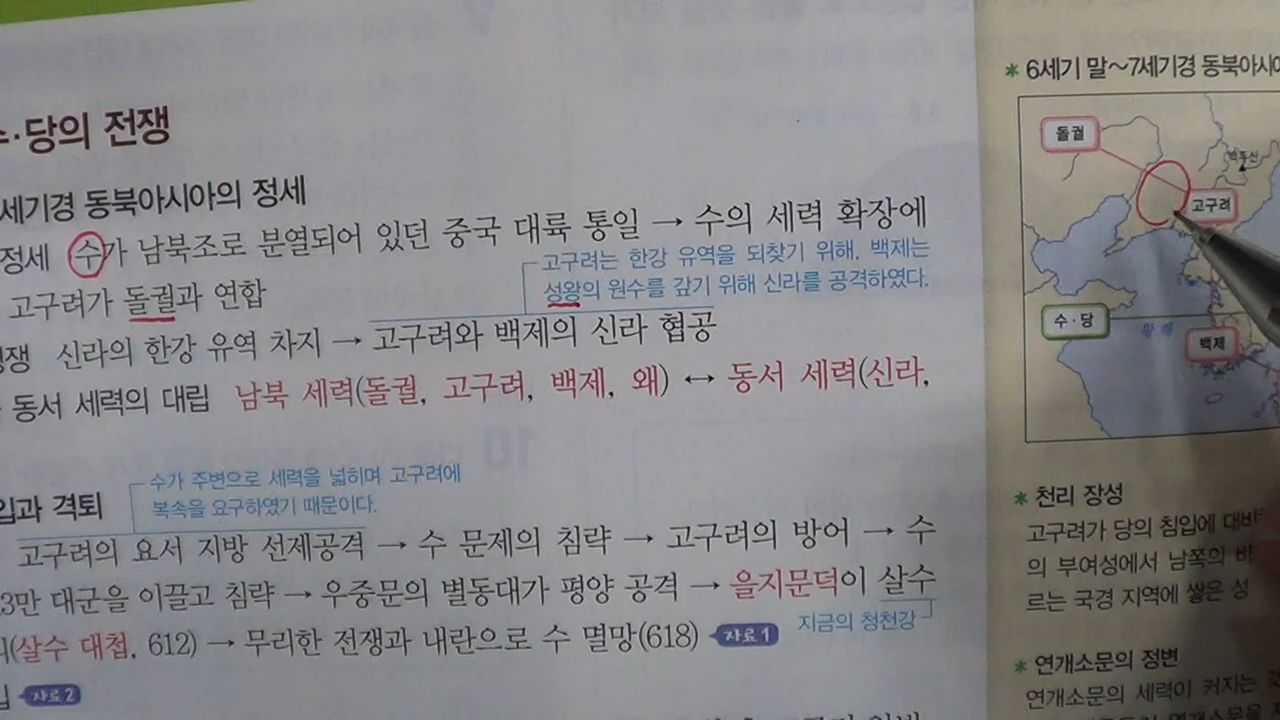 수·당의 전쟁
세기경 동북아시아의 정세
정세 수가 남북조로 분열되어 있던 중국 대륙 통일 → 수의 세력 확장에
고구려는 한강 유역을 되찾기 위해, 백제는
성왕의 원수를 갚기 위해 신라를 공격하였다.
고구려가 돌궐과 연합
신라의 한강 유역 차지 → 고구려와 백제의 신라 협공
동서 세력의 대립 남북 세력(돌궐, 고구려, 백제, 왜) ↔ 동서 세력(신라,
수가 주변으로 세력을 넓히며 고구려에
복속을 요구하였기 때문이다.
입과 격퇴
고구려의 요서 지방 선제공격 → 수 문제의 침략 → 고구려의 방어 → 수
3만 대군을 이끌고 침략 → 우중문의 별동대가 평양 공격 → 을지문덕이 살수
지금의 청천강
(살수 대첩, 612) → 무리한 전쟁과 내란으로 수 멸망(618) 자료1
자료2
* 6세기 말~7세기경 동북아시아
돌궐
백두산
고구려
수·당
황해
백제
* 천리 장성
고구려가 당의 침입에 대비
의 부여성에서 남쪽의 비
르는 국경 지역에 쌓은 성
* 연개소문의 정변
연개소문의 세력이 커지는